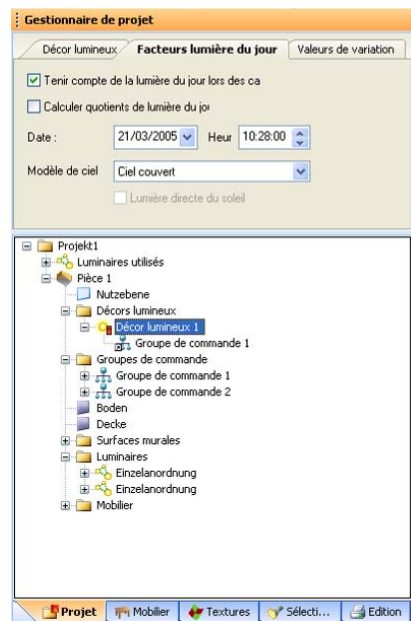 Gestionnaire de projet
Décor lumineux Facteurs lumière du jour Valeurs de variation
Tenir compte de la lumière du jour lors des ca
Calculer quotients de lumière du jo
Date : 21/03/2005 Heur 10:28:00
Modèle de ciel Ciel couvert
Lumière directe du soleil
Projekt1
Luminaires utilisés
Pièce 1
Nutzebene
Décors lumineux
Décor lumineux 1
Groupe de commande 1
Groupes de commande
Groupe de commande 1
Groupe de commande 2
Boden
Decke
Surfaces murales
Luminaires
Einzelanordnung
Einzelanordnung
Mobilier
Projet Mobilier Textures Sélecti... Edition